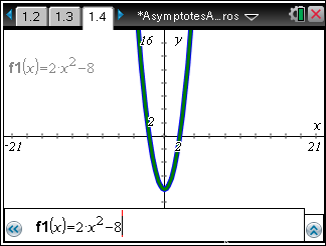 1.2 1.3 1.4 *AsymptotesA...ros
16 y
f1(x)=2·x²−8
2
x
-21 2 21
f1(x)=2·x²−8